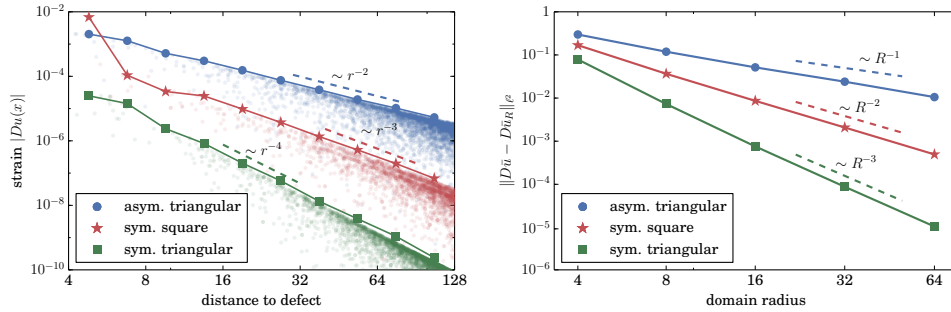 10⁻²
10⁻⁴
10⁻⁶
10⁻⁸
10⁻¹⁰
strain |Du(x)|
∼ r⁻²
∼ r⁻³
∼ r⁻⁴
asym. triangular
sym. square
sym. triangular
4 8 16 32 64 128
distance to defect
1
10⁻¹
10⁻²
10⁻³
10⁻⁴
10⁻⁵
10⁻⁶
‖Dū − Dū_R‖_ℓ²
∼ R⁻¹
∼ R⁻²
∼ R⁻³
asym. triangular
sym. square
sym. triangular
4 8 16 32 64
domain radius